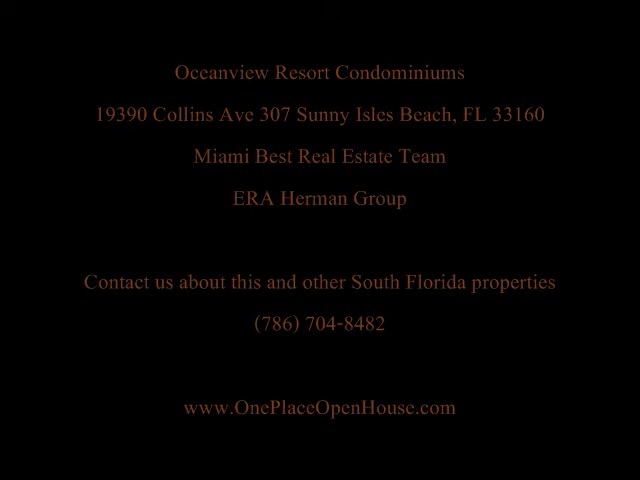 Oceanview Resort Condominiums
19390 Collins Ave 307 Sunny Isles Beach, FL 33160
Miami Best Real Estate Team
ERA Herman Group
Contact us about this and other South Florida properties
(786) 704-8482
www.OnePlaceOpenHouse.com